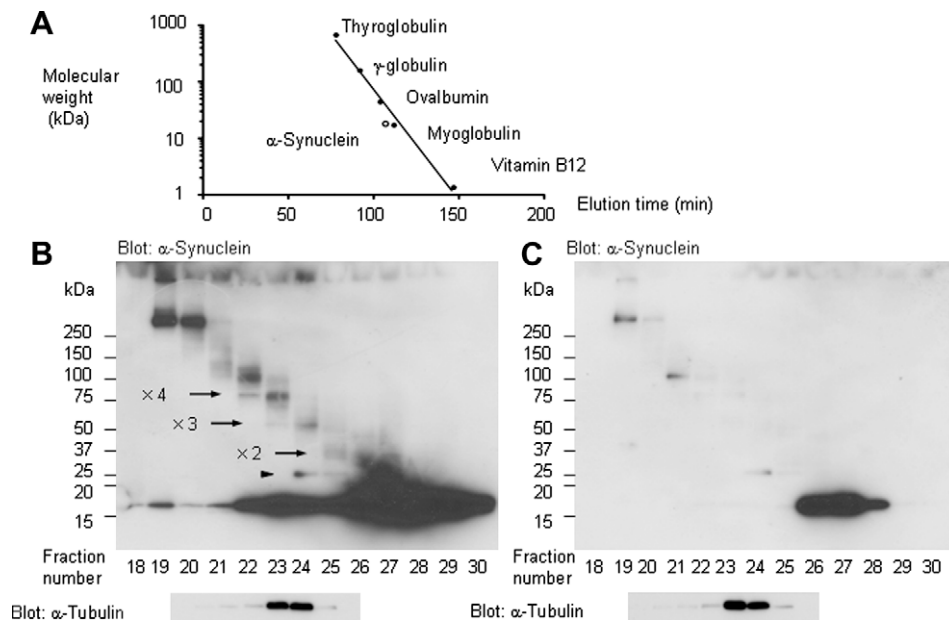 A
Molecular weight (kDa)
1000
100
10
1
Thyroglobulin
γ-globulin
Ovalbumin
α-Synuclein
Myoglobulin
Vitamin B12
0 50 100 150 200
Elution time (min)
B
Blot: α-Synuclein
kDa
250
150
100
75
50
37
25
20
15
×4
×3
×2
Fraction number
18 19 20 21 22 23 24 25 26 27 28 29 30
Blot: α-Tubulin
C
Blot: α-Synuclein
kDa
250
150
100
75
50
37
25
20
15
Fraction number
18 19 20 21 22 23 24 25 26 27 28 29 30
Blot: α-Tubulin